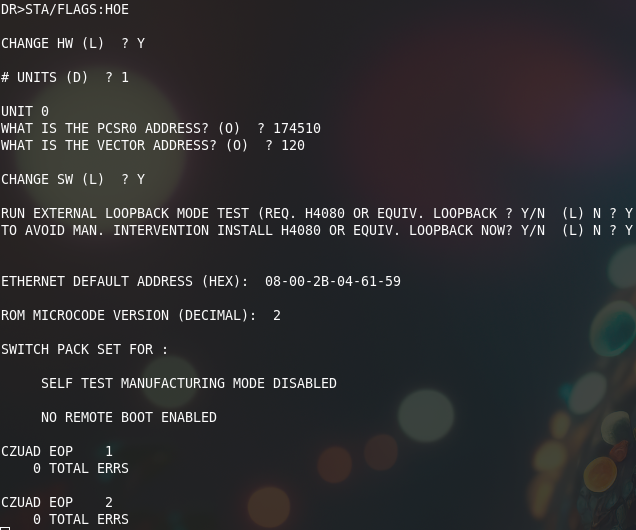 DR>STA/FLAGS:HOE
CHANGE HW (L)  ? Y
# UNITS (D)  ? 1
UNIT 0
WHAT IS THE PCSR0 ADDRESS? (O)  ? 174510
WHAT IS THE VECTOR ADDRESS? (O)  ? 120
CHANGE SW (L)  ? Y
RUN EXTERNAL LOOPBACK MODE TEST (REQ. H4080 OR EQUIV. LOOPBACK ? Y/N  (L) N ? Y
TO AVOID MAN. INTERVENTION INSTALL H4080 OR EQUIV. LOOPBACK NOW? Y/N  (L) N ? Y
ETHERNET DEFAULT ADDRESS (HEX):  08-00-2B-04-61-59
ROM MICROCODE VERSION (DECIMAL):  2
SWITCH PACK SET FOR :
SELF TEST MANUFACTURING MODE DISABLED
NO REMOTE BOOT ENABLED
CZUAD EOP    1
0 TOTAL ERRS
CZUAD EOP    2
0 TOTAL ERRS